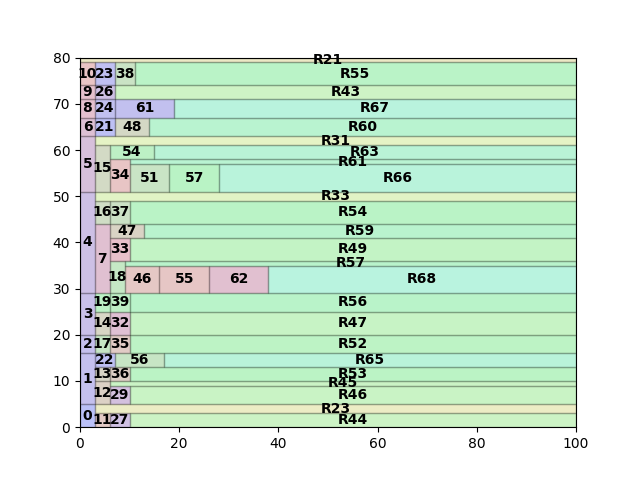 80
R21
10 23 38 R55
9 26 R43
70
8 24 61 R67
6 21 48 R60
R31
60
54 R63
5 15 R61
34 51 57 R66
50
R33
16 37 R54
4 47 R59
40
33 R49
7 R57
18 46 55 62 R68
30
19 39 R56
3
14 32 R47
20
2 17 35 R52
22 56 R65
1 13 36 R53
10 R45
12 29 R46
0 R23
11 27 R44
0
0 20 40 60 80 100